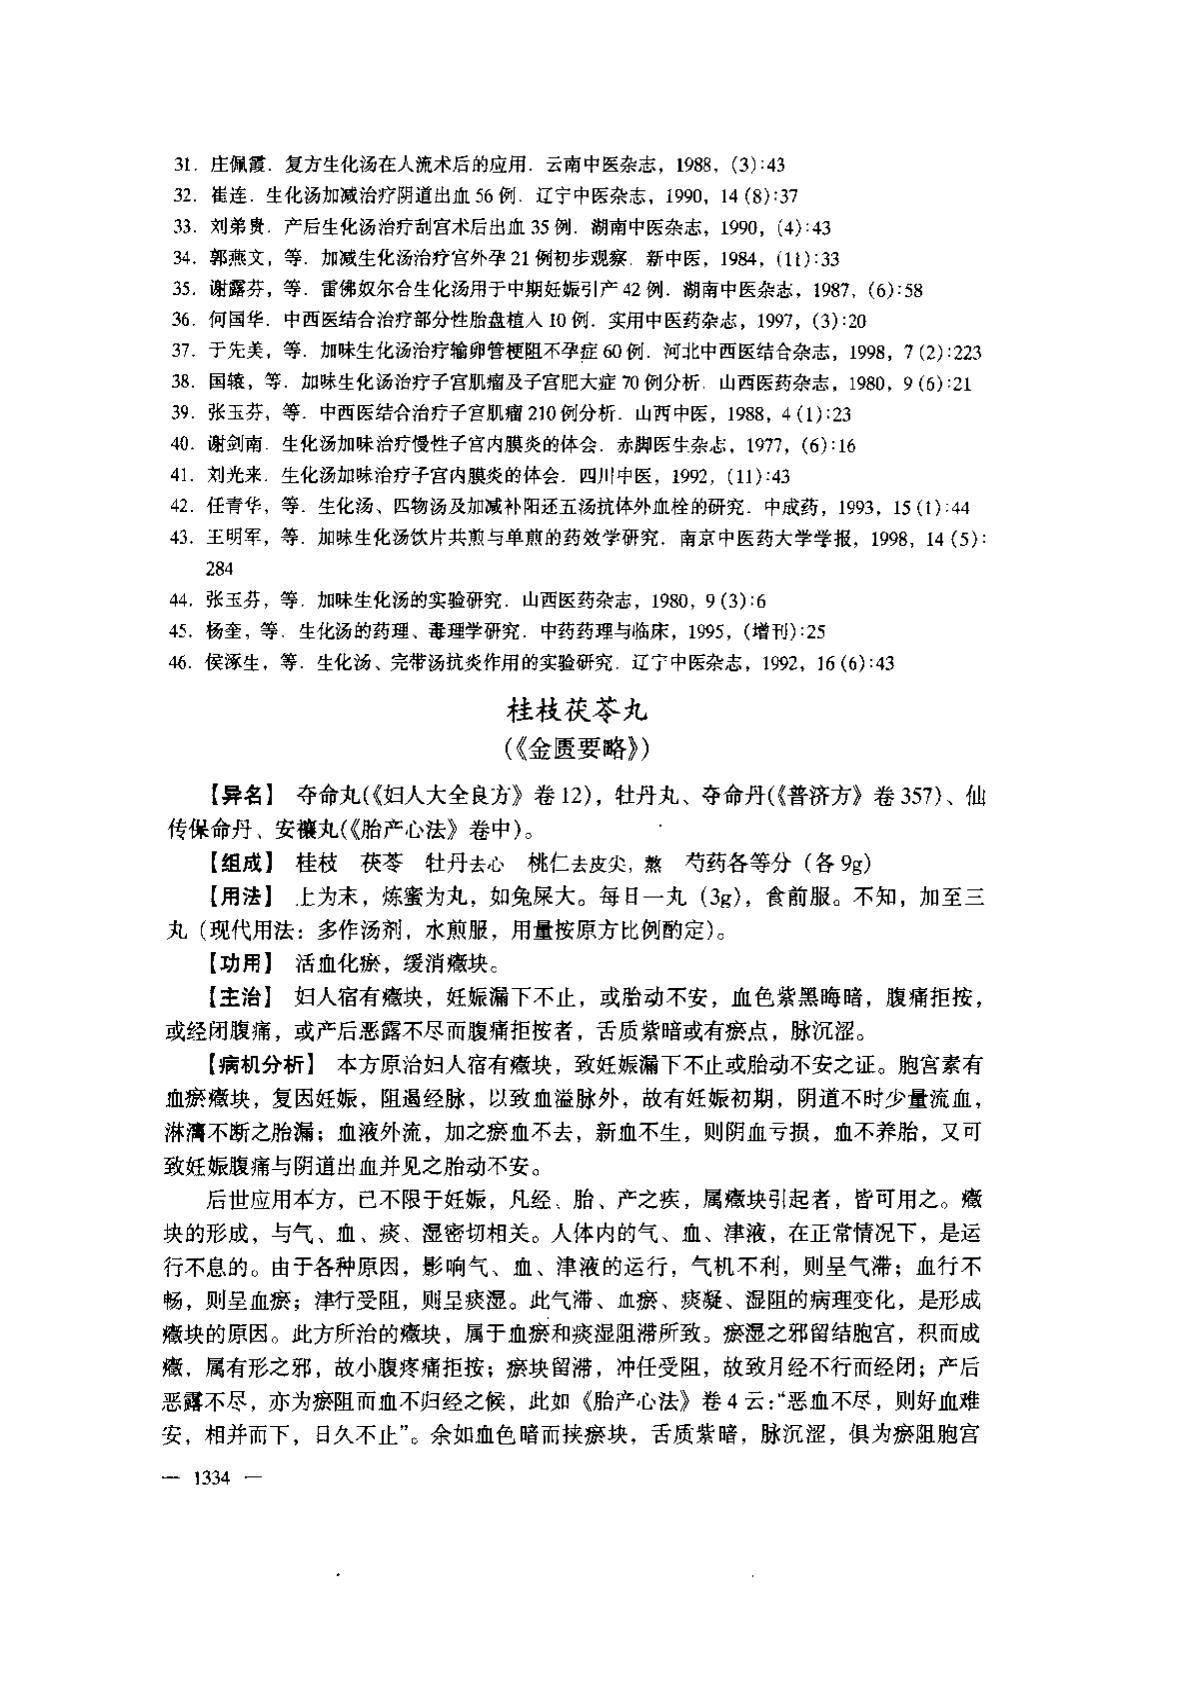 31．庄佩霞．复方生化汤在人流术后的应用．云南中医杂志，1988，(3):43
32．崔连．生化汤加减治疗阴道出血 56 例．辽宁中医杂志，1990，14 (8):37
33．刘弟贵．产后生化汤治疗刮宫术后出血 35 例．湖南中医杂志，1990，(4):43
34．郭燕文，等．加减生化汤治疗宫外孕 21 例初步观察．新中医，1984，(11):33
35．谢露芬，等．雷佛奴尔合生化汤用于中期妊娠引产 42 例．湖南中医杂志，1987，(6):58
36．何国华．中西医结合治疗部分性胎盘植入 10 例．实用中医药杂志，1997，(3):20
37．于先美，等．加味生化汤治疗输卵管梗阻不孕症 60 例．河北中西医结合杂志，1998，7 (2):223
38．国辕，等．加味生化汤治疗子宫肌瘤及子宫肥大症 70 例分析．山西医药杂志，1980，9 (6):21
39．张玉芬，等．中西医结合治疗子宫肌瘤 210 例分析．山西中医，1988，4 (1):23
40．谢剑南．生化汤加味治疗慢性子宫内膜炎的体会．赤脚医生杂志，1977，(6):16
41．刘光来．生化汤加味治疗子宫内膜炎的体会．四川中医，1992，(11):43
42．任青华，等．生化汤、四物汤及加减补阳还五汤抗体外血栓的研究．中成药，1993，15 (1):44
43．王明军，等．加味生化汤饮片共煎与单煎的药效学研究．南京中医药大学学报，1998，14 (5):
284
44．张玉芬，等．加味生化汤的实验研究．山西医药杂志，1980，9 (3):6
45．杨奎，等．生化汤的药理、毒理学研究．中药药理与临床，1995，(增刊):25
46．侯涿生，等．生化汤、完带汤抗炎作用的实验研究．辽宁中医杂志，1992，16 (6):43
桂枝茯苓丸
(《金匮要略》)
【异名】 夺命丸(《妇人大全良方》卷 12)，牡丹丸、夺命丹(《普济方》卷 357)、仙
传保命丹、安禳丸(《胎产心法》卷中)。
【组成】 桂枝 茯苓 牡丹去心 桃仁去皮尖，熬 芍药各等分（各 9g）
【用法】 上为末，炼蜜为丸，如兔屎大。每日一丸（3g），食前服。不知，加至三
丸（现代用法：多作汤剂，水煎服，用量按原方比例酌定）。
【功用】 活血化瘀，缓消癥块。
【主治】 妇人宿有癥块，妊娠漏下不止，或胎动不安，血色紫黑晦暗，腹痛拒按，
或经闭腹痛，或产后恶露不尽而腹痛拒按者，舌质紫暗或有瘀点，脉沉涩。
【病机分析】 本方原治妇人宿有癥块，致妊娠漏下不止或胎动不安之证。胞宫素有
血瘀癥块，复因妊娠，阻遏经脉，以致血溢脉外，故有妊娠初期，阴道不时少量流血，
淋漓不断之胎漏；血液外流，加之瘀血不去，新血不生，则阴血亏损，血不养胎，又可
致妊娠腹痛与阴道出血并见之胎动不安。
后世应用本方，已不限于妊娠，凡经、胎、产之疾，属癥块引起者，皆可用之。癥
块的形成，与气、血、痰、湿密切相关。人体内的气、血、津液，在正常情况下，是运
行不息的。由于各种原因，影响气、血、津液的运行，气机不利，则呈气滞；血行不
畅，则呈血瘀；津行受阻，则呈痰湿。此气滞、血瘀、痰凝、湿阻的病理变化，是形成
癥块的原因。此方所治的癥块，属于血瘀和痰湿阻滞所致。瘀湿之邪留结胞宫，积而成
癥，属有形之邪，故小腹疼痛拒按；瘀块留滞，冲任受阻，故致月经不行而经闭；产后
恶露不尽，亦为瘀阻而血不归经之候，此如《胎产心法》卷 4 云：“恶血不尽，则好血难
安，相并而下，日久不止”。余如血色暗而挟瘀块，舌质紫暗，脉沉涩，俱为瘀阻胞宫
— 1334 —